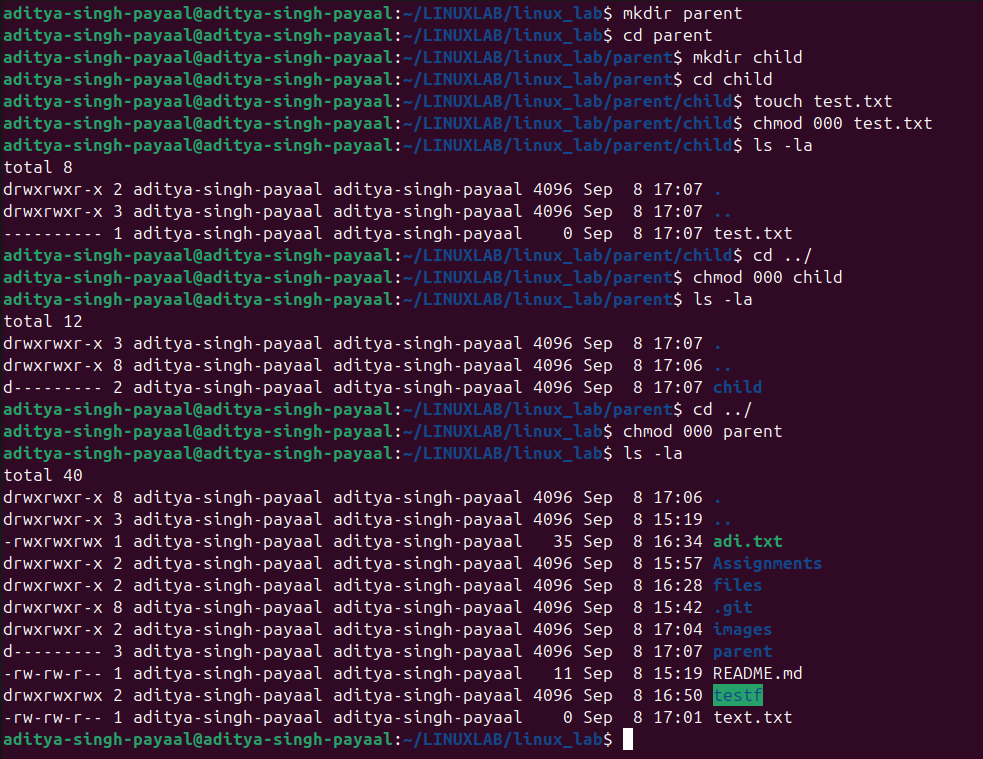 aditya-singh-payaal@aditya-singh-payaal:~/LINUXLAB/linux_lab$ mkdir parent
aditya-singh-payaal@aditya-singh-payaal:~/LINUXLAB/linux_lab$ cd parent
aditya-singh-payaal@aditya-singh-payaal:~/LINUXLAB/linux_lab/parent$ mkdir child
aditya-singh-payaal@aditya-singh-payaal:~/LINUXLAB/linux_lab/parent$ cd child
aditya-singh-payaal@aditya-singh-payaal:~/LINUXLAB/linux_lab/parent/child$ touch test.txt
aditya-singh-payaal@aditya-singh-payaal:~/LINUXLAB/linux_lab/parent/child$ chmod 000 test.txt
aditya-singh-payaal@aditya-singh-payaal:~/LINUXLAB/linux_lab/parent/child$ ls -la
total 8
drwxrwxr-x 2 aditya-singh-payaal aditya-singh-payaal 4096 Sep  8 17:07 .
drwxrwxr-x 3 aditya-singh-payaal aditya-singh-payaal 4096 Sep  8 17:07 ..
---------- 1 aditya-singh-payaal aditya-singh-payaal    0 Sep  8 17:07 test.txt
aditya-singh-payaal@aditya-singh-payaal:~/LINUXLAB/linux_lab/parent/child$ cd ../
aditya-singh-payaal@aditya-singh-payaal:~/LINUXLAB/linux_lab/parent$ chmod 000 child
aditya-singh-payaal@aditya-singh-payaal:~/LINUXLAB/linux_lab/parent$ ls -la
total 12
drwxrwxr-x 3 aditya-singh-payaal aditya-singh-payaal 4096 Sep  8 17:07 .
drwxrwxr-x 8 aditya-singh-payaal aditya-singh-payaal 4096 Sep  8 17:06 ..
d--------- 2 aditya-singh-payaal aditya-singh-payaal 4096 Sep  8 17:07 child
aditya-singh-payaal@aditya-singh-payaal:~/LINUXLAB/linux_lab/parent$ cd ../
aditya-singh-payaal@aditya-singh-payaal:~/LINUXLAB/linux_lab$ chmod 000 parent
aditya-singh-payaal@aditya-singh-payaal:~/LINUXLAB/linux_lab$ ls -la
total 40
drwxrwxr-x 8 aditya-singh-payaal aditya-singh-payaal 4096 Sep  8 17:06 .
drwxrwxr-x 3 aditya-singh-payaal aditya-singh-payaal 4096 Sep  8 15:19 ..
-rwxrwxrwx 1 aditya-singh-payaal aditya-singh-payaal   35 Sep  8 16:34 adi.txt
drwxrwxr-x 2 aditya-singh-payaal aditya-singh-payaal 4096 Sep  8 15:57 Assignments
drwxrwxr-x 2 aditya-singh-payaal aditya-singh-payaal 4096 Sep  8 16:28 files
drwxrwxr-x 8 aditya-singh-payaal aditya-singh-payaal 4096 Sep  8 15:42 .git
drwxrwxr-x 2 aditya-singh-payaal aditya-singh-payaal 4096 Sep  8 17:04 images
d--------- 3 aditya-singh-payaal aditya-singh-payaal 4096 Sep  8 17:07 parent
-rw-rw-r-- 1 aditya-singh-payaal aditya-singh-payaal   11 Sep  8 15:19 README.md
drwxrwxrwx 2 aditya-singh-payaal aditya-singh-payaal 4096 Sep  8 16:50 testf
-rw-rw-r-- 1 aditya-singh-payaal aditya-singh-payaal    0 Sep  8 17:01 text.txt
aditya-singh-payaal@aditya-singh-payaal:~/LINUXLAB/linux_lab$